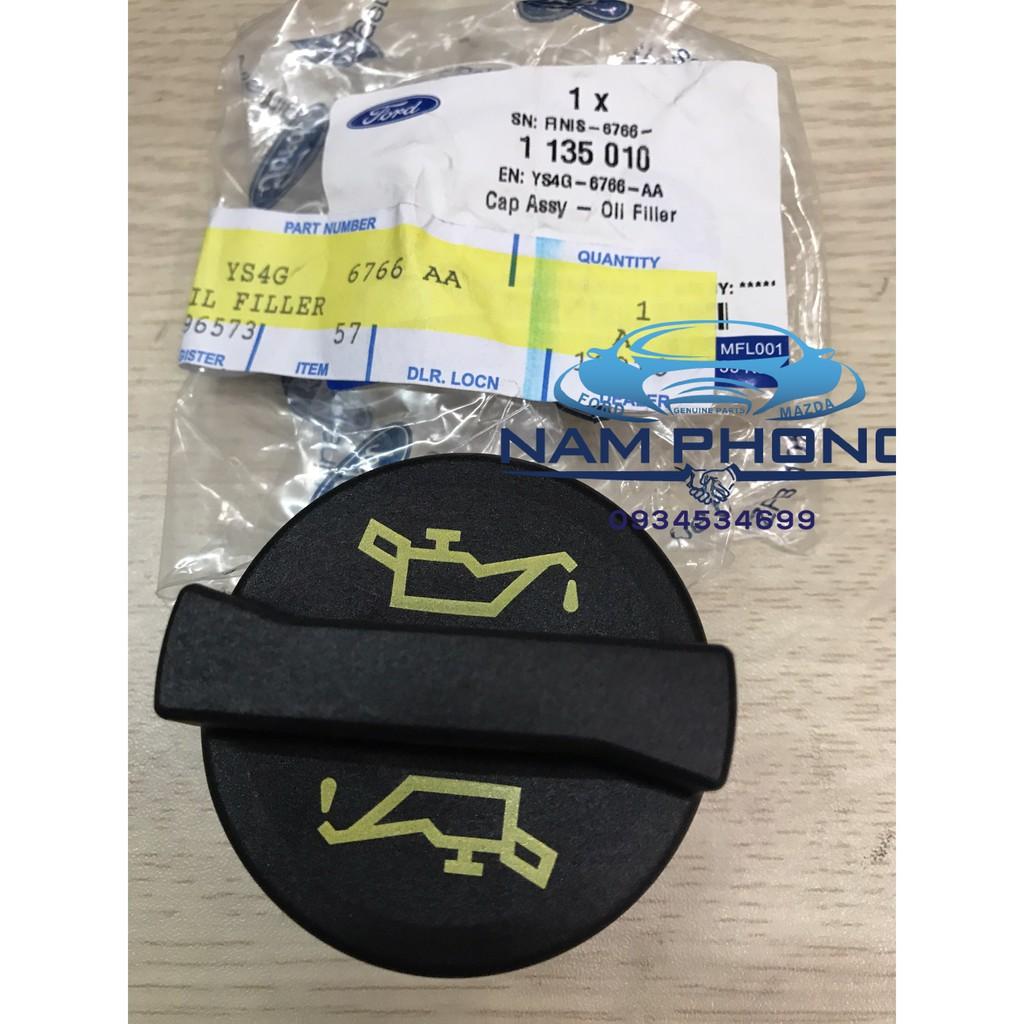 Ford
1 x
SN: FINIS-6766-
1 135 010
EN: YS4G-6766-AA
Cap Assy - Oil Filler
PART NUMBER
QUANTITY
YS4G 6766 AA
1
Y: *****
IL FILLER
A
96573
57
GISTER
ITEM
DLR. LOCN
DEALER
MFL001
FORD
GENUINE PARTS
MAZDA
NAM PHONG
0934534699